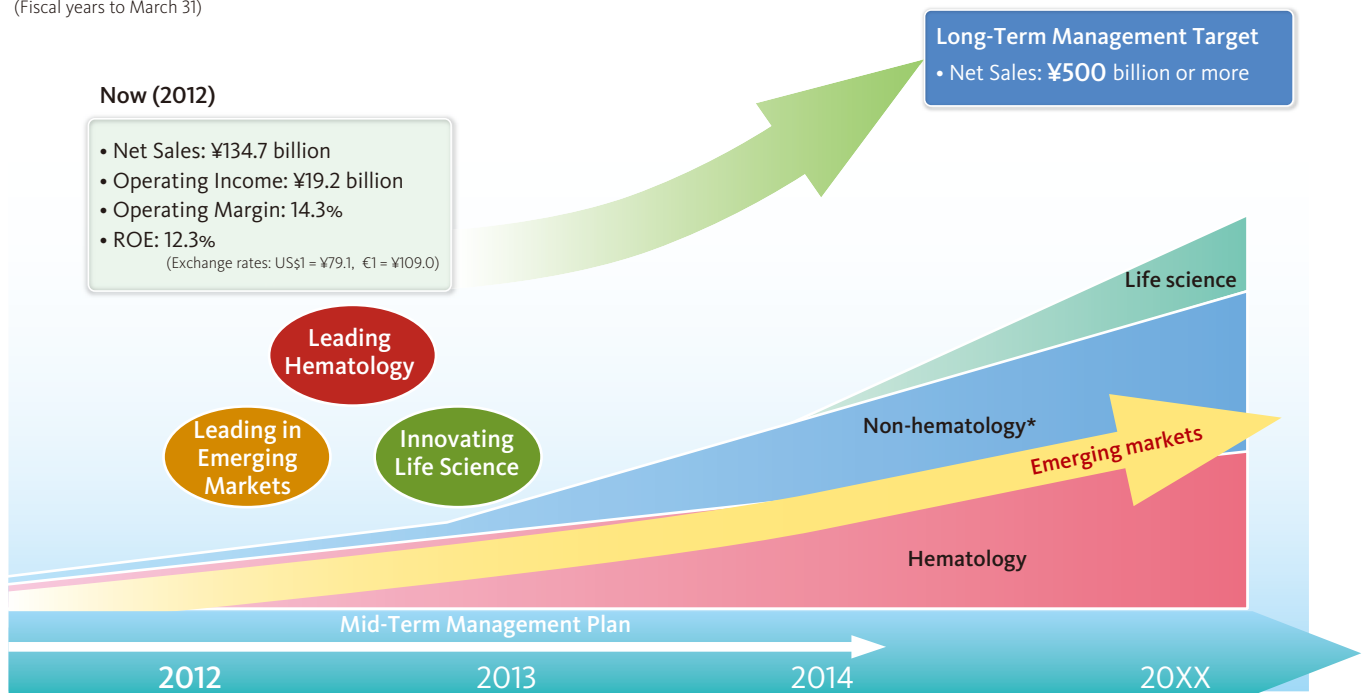 (Fiscal years to March 31)
Long-Term Management Target
• Net Sales: ¥500 billion or more
Now (2012)
• Net Sales: ¥134.7 billion
• Operating Income: ¥19.2 billion
• Operating Margin: 14.3%
• ROE: 12.3%
(Exchange rates: US$1 = ¥79.1, €1 = ¥109.0)
Leading
Hematology
Leading in
Emerging
Markets
Innovating
Life Science
Life science
Non-hematology*
Emerging markets
Hematology
Mid-Term Management Plan
2012
2013
2014
20XX